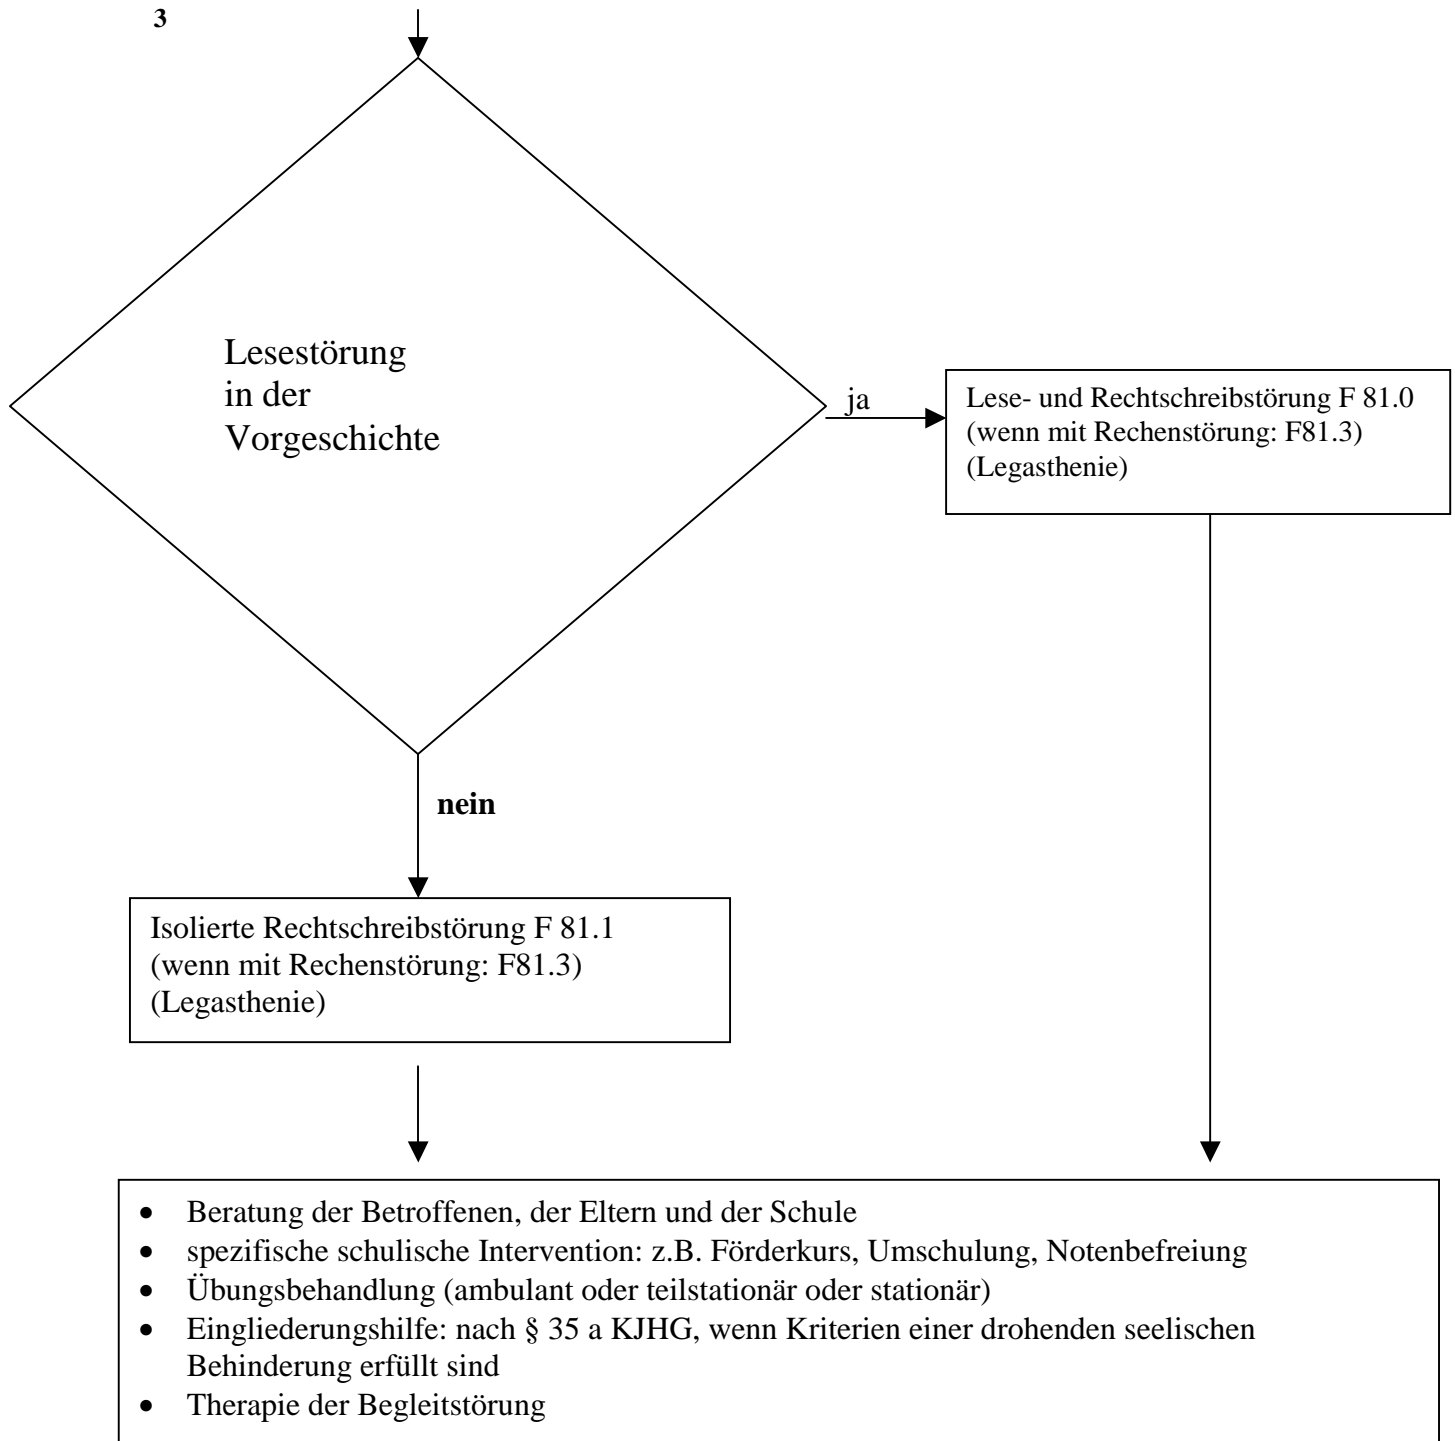 3
Lesestörung
in der
Vorgeschichte
ja
Lese- und Rechtschreibstörung F 81.0
(wenn mit Rechenstörung: F81.3)
(Legasthenie)
nein
Isolierte Rechtschreibstörung F 81.1
(wenn mit Rechenstörung: F81.3)
(Legasthenie)
• Beratung der Betroffenen, der Eltern und der Schule
• spezifische schulische Intervention: z.B. Förderkurs, Umschulung, Notenbefreiung
• Übungsbehandlung (ambulant oder teilstationär oder stationär)
• Eingliederungshilfe: nach § 35 a KJHG, wenn Kriterien einer drohenden seelischen
Behinderung erfüllt sind
• Therapie der Begleitstörung